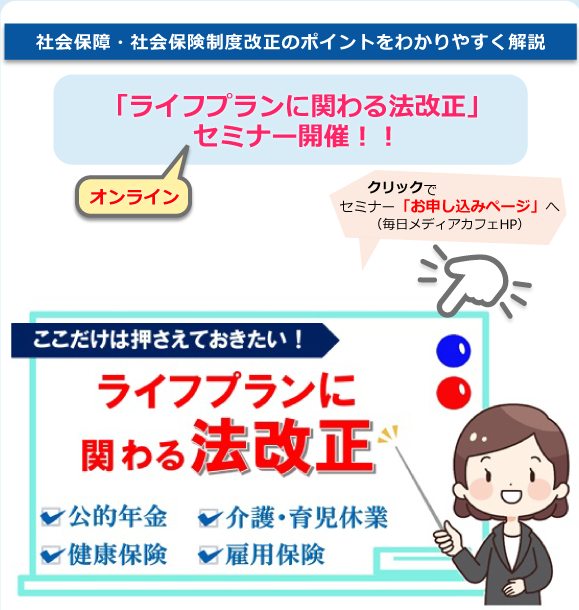 社会保障・社会保険制度改正のポイントをわかりやすく解説
「ライフプランに関わる法改正」
セミナー開催！！
オンライン
クリックで
セミナー「お申し込みページ」へ
（毎日メディアカフェHP）
ここだけは押さえておきたい！
ライフプランに
関わる法改正
公的年金
介護・育児休業
健康保険
雇用保険